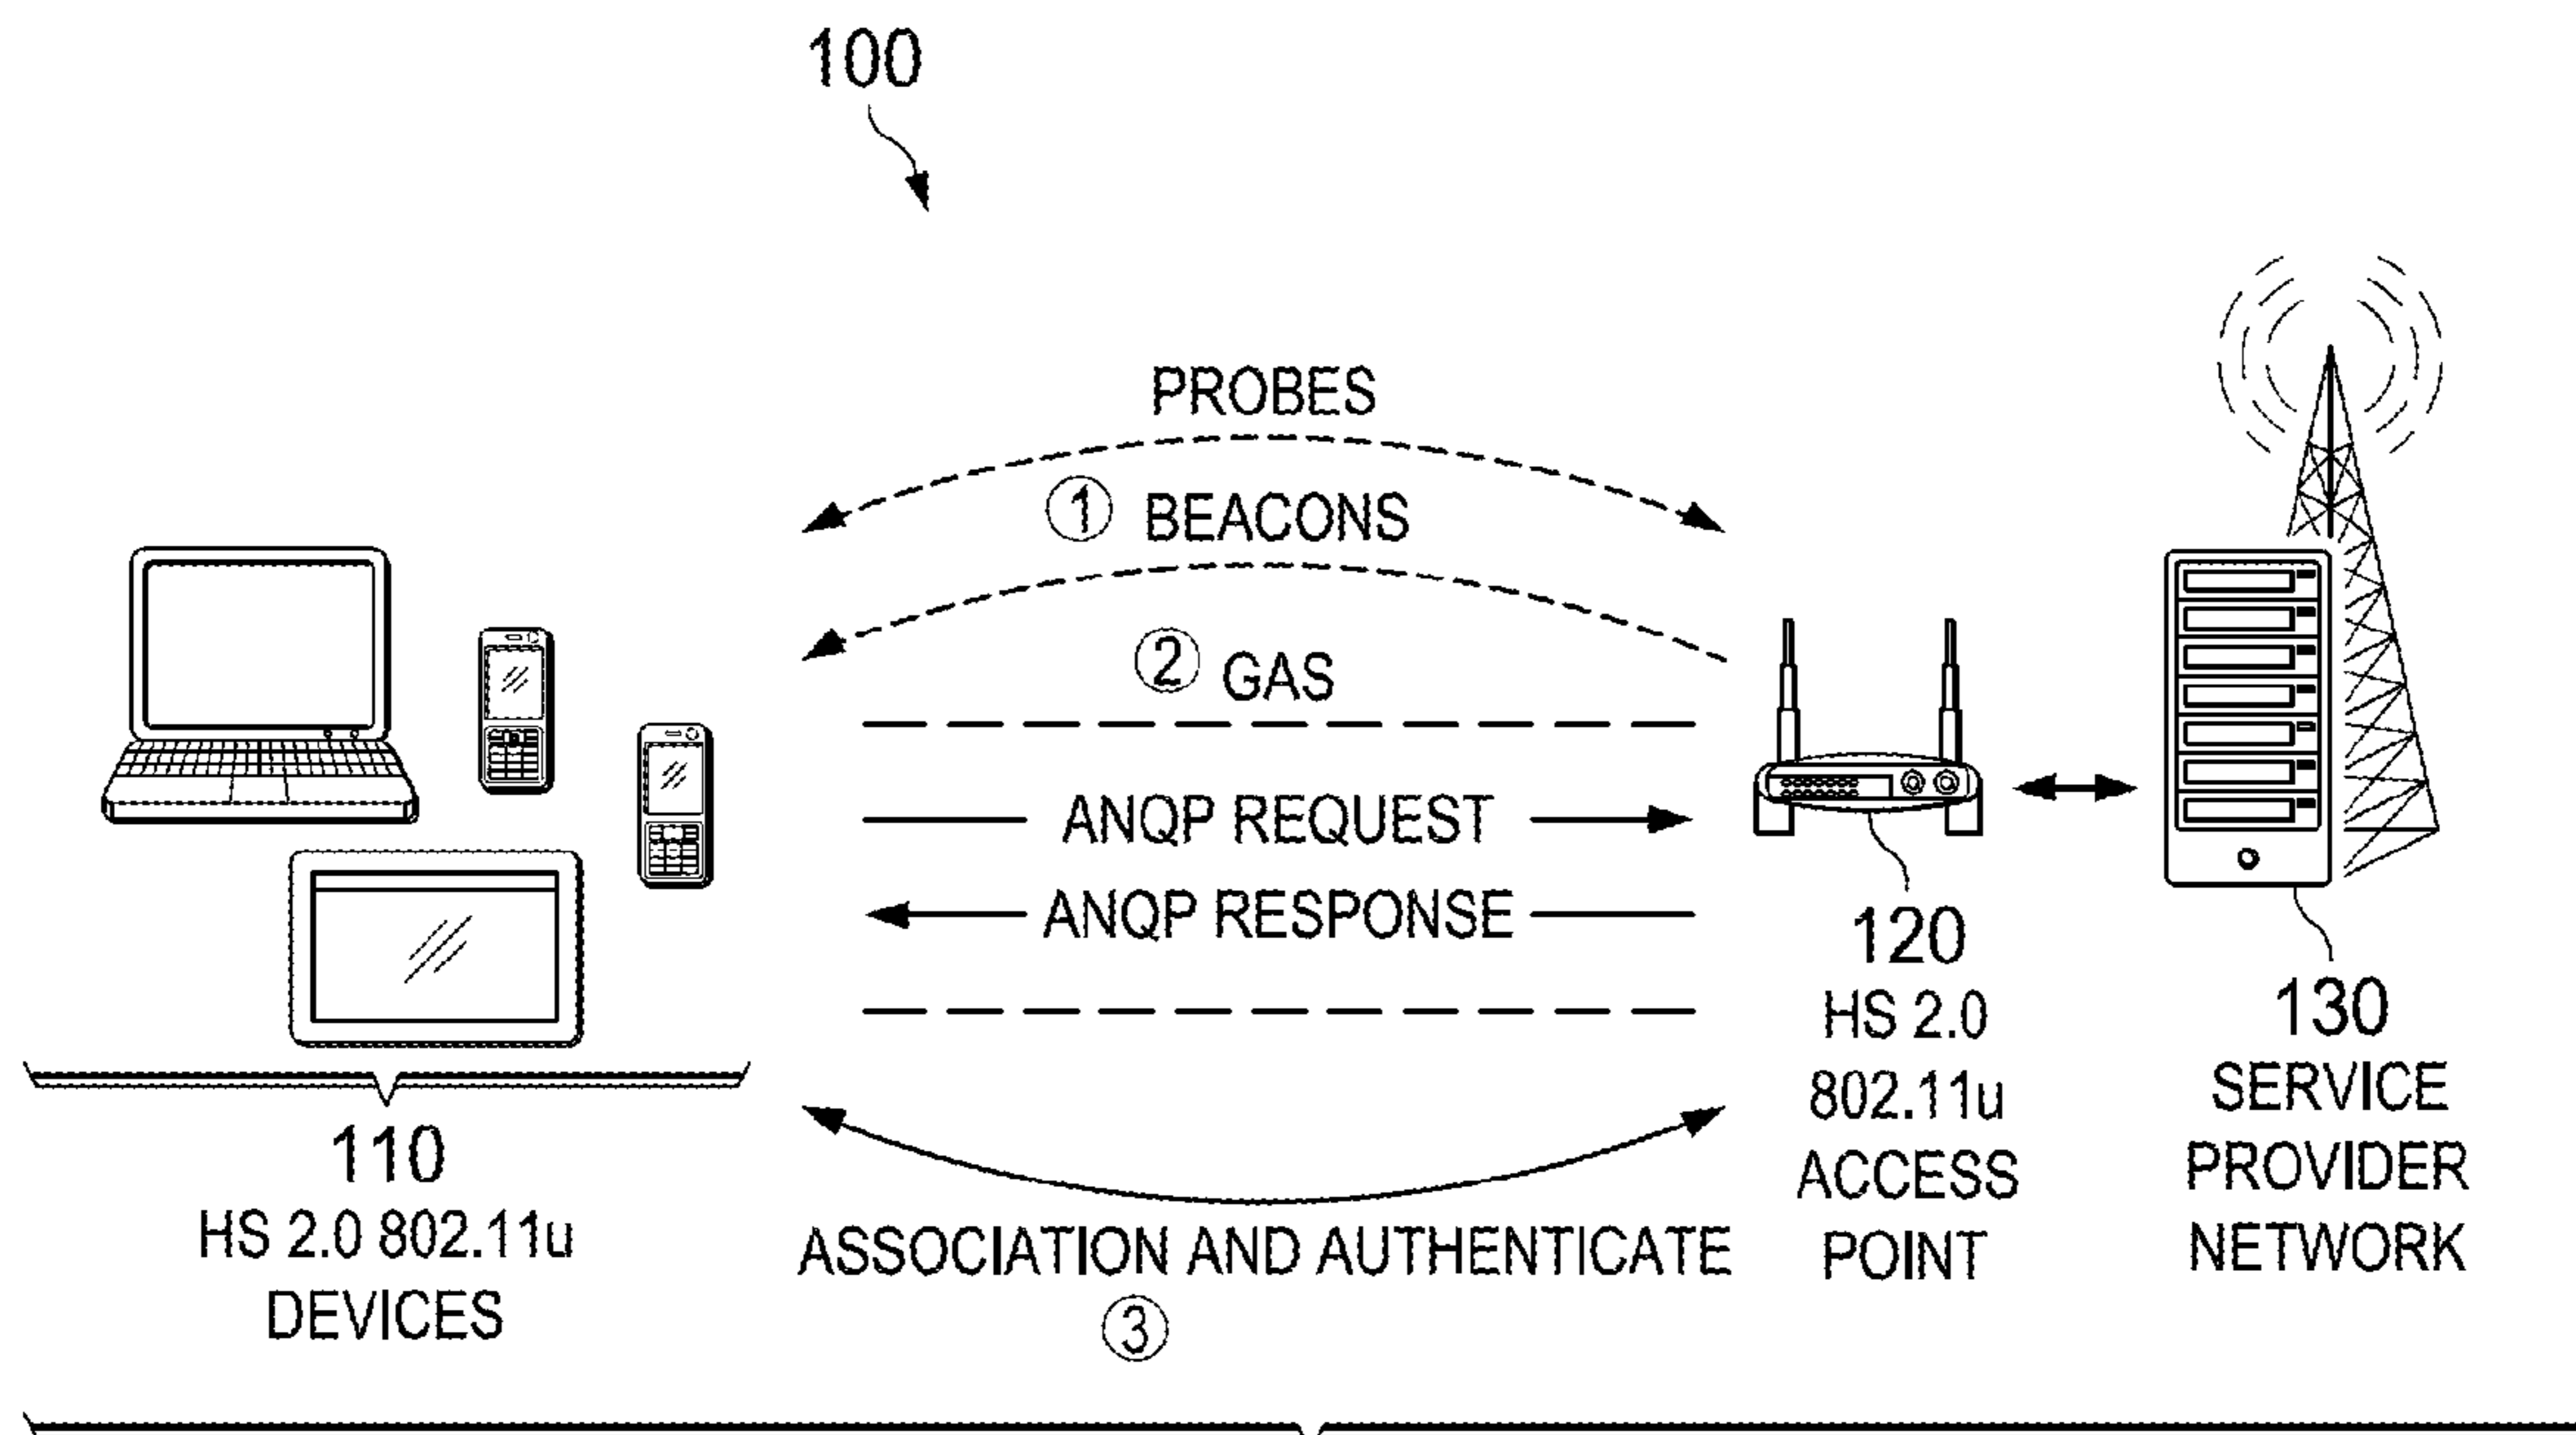 100
PROBES
1 BEACONS
2 GAS
ANQP REQUEST
ANQP RESPONSE
ASSOCIATION AND AUTHENTICATE
3
110
HS 2.0 802.11u
DEVICES
120
HS 2.0
802.11u
ACCESS
POINT
130
SERVICE
PROVIDER
NETWORK